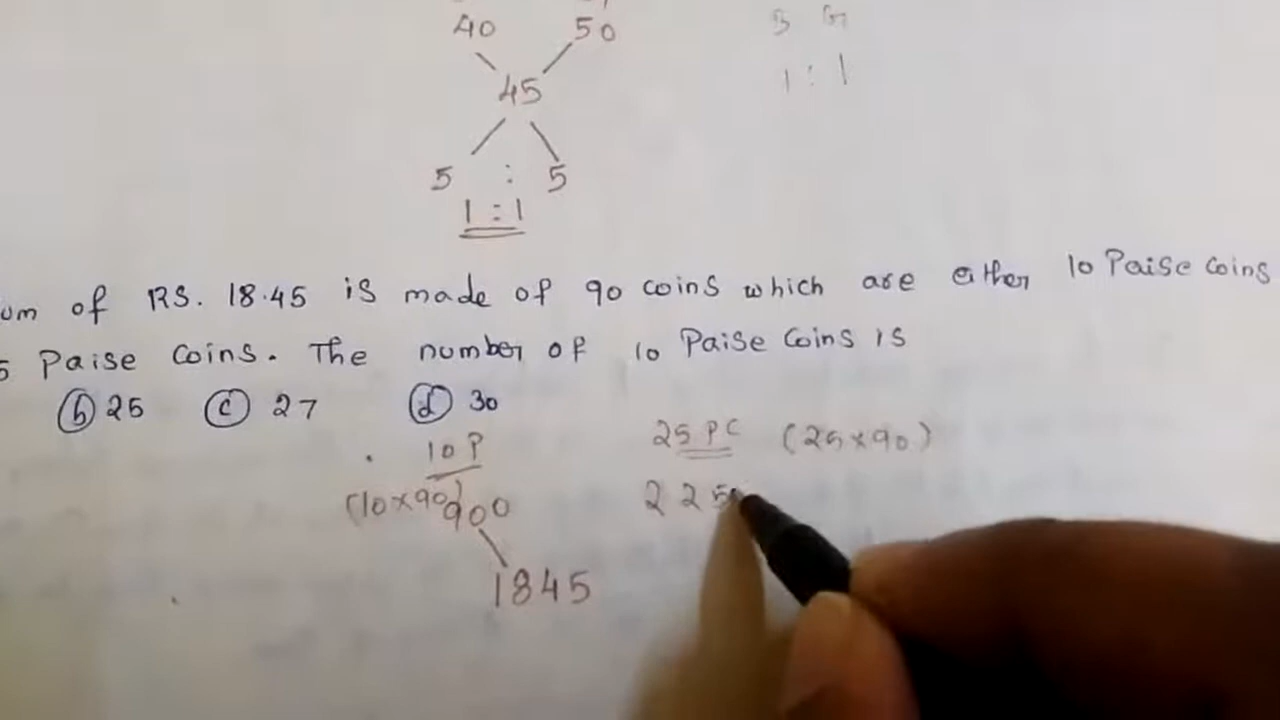 40 50
B Gr
1 : 1
45
5 : 5
1 : 1
um of RS. 18.45 is made of 90 coins which are either 10 Paise coins
5 Paise coins. The number of 10 Paise Coins is
(b) 25 (c) 27 (d) 30
10 P 25 PC (25×90)
(10×90) 900 225
1845